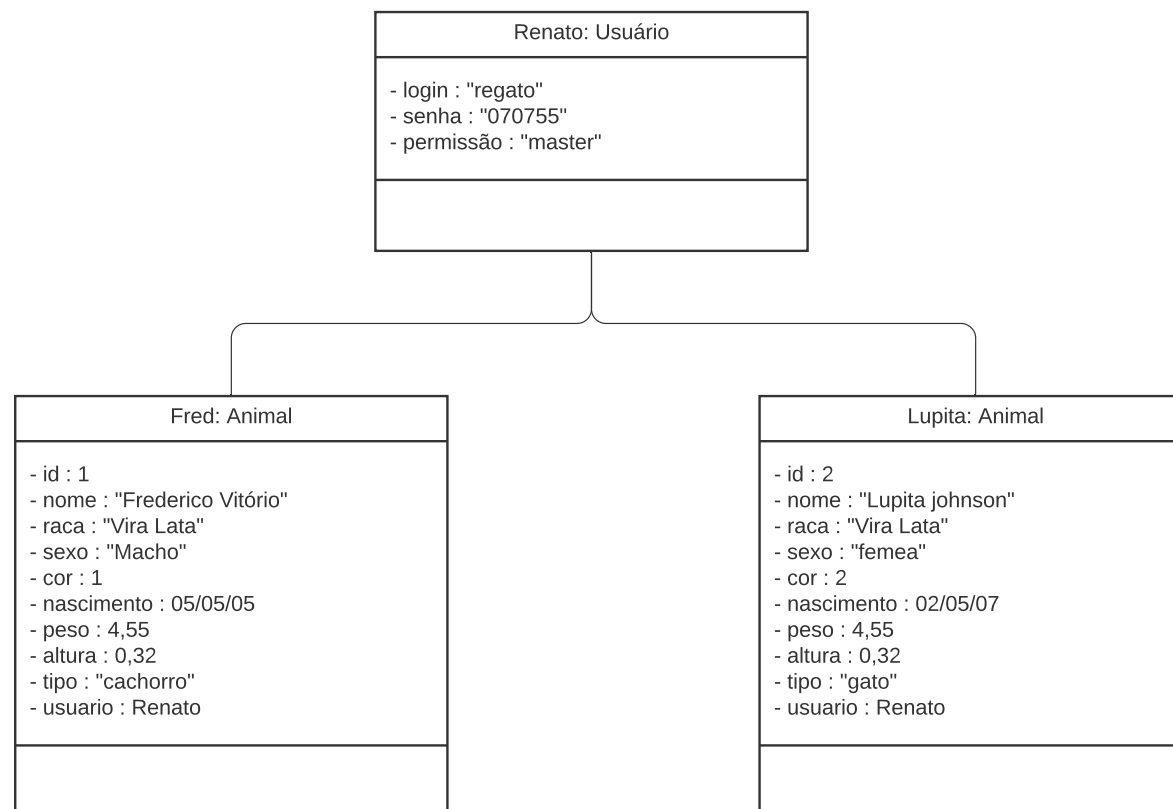 Renato: Usuário
- login : "regato"
- senha : "070755"
- permissão : "master"
Fred: Animal
- id : 1
- nome : "Frederico Vitório"
- raca : "Vira Lata"
- sexo : "Macho"
- cor : 1
- nascimento : 05/05/05
- peso : 4,55
- altura : 0,32
- tipo : "cachorro"
- usuario : Renato
Lupita: Animal
- id : 2
- nome : "Lupita johnson"
- raca : "Vira Lata"
- sexo : "femea"
- cor : 2
- nascimento : 02/05/07
- peso : 4,55
- altura : 0,32
- tipo : "gato"
- usuario : Renato